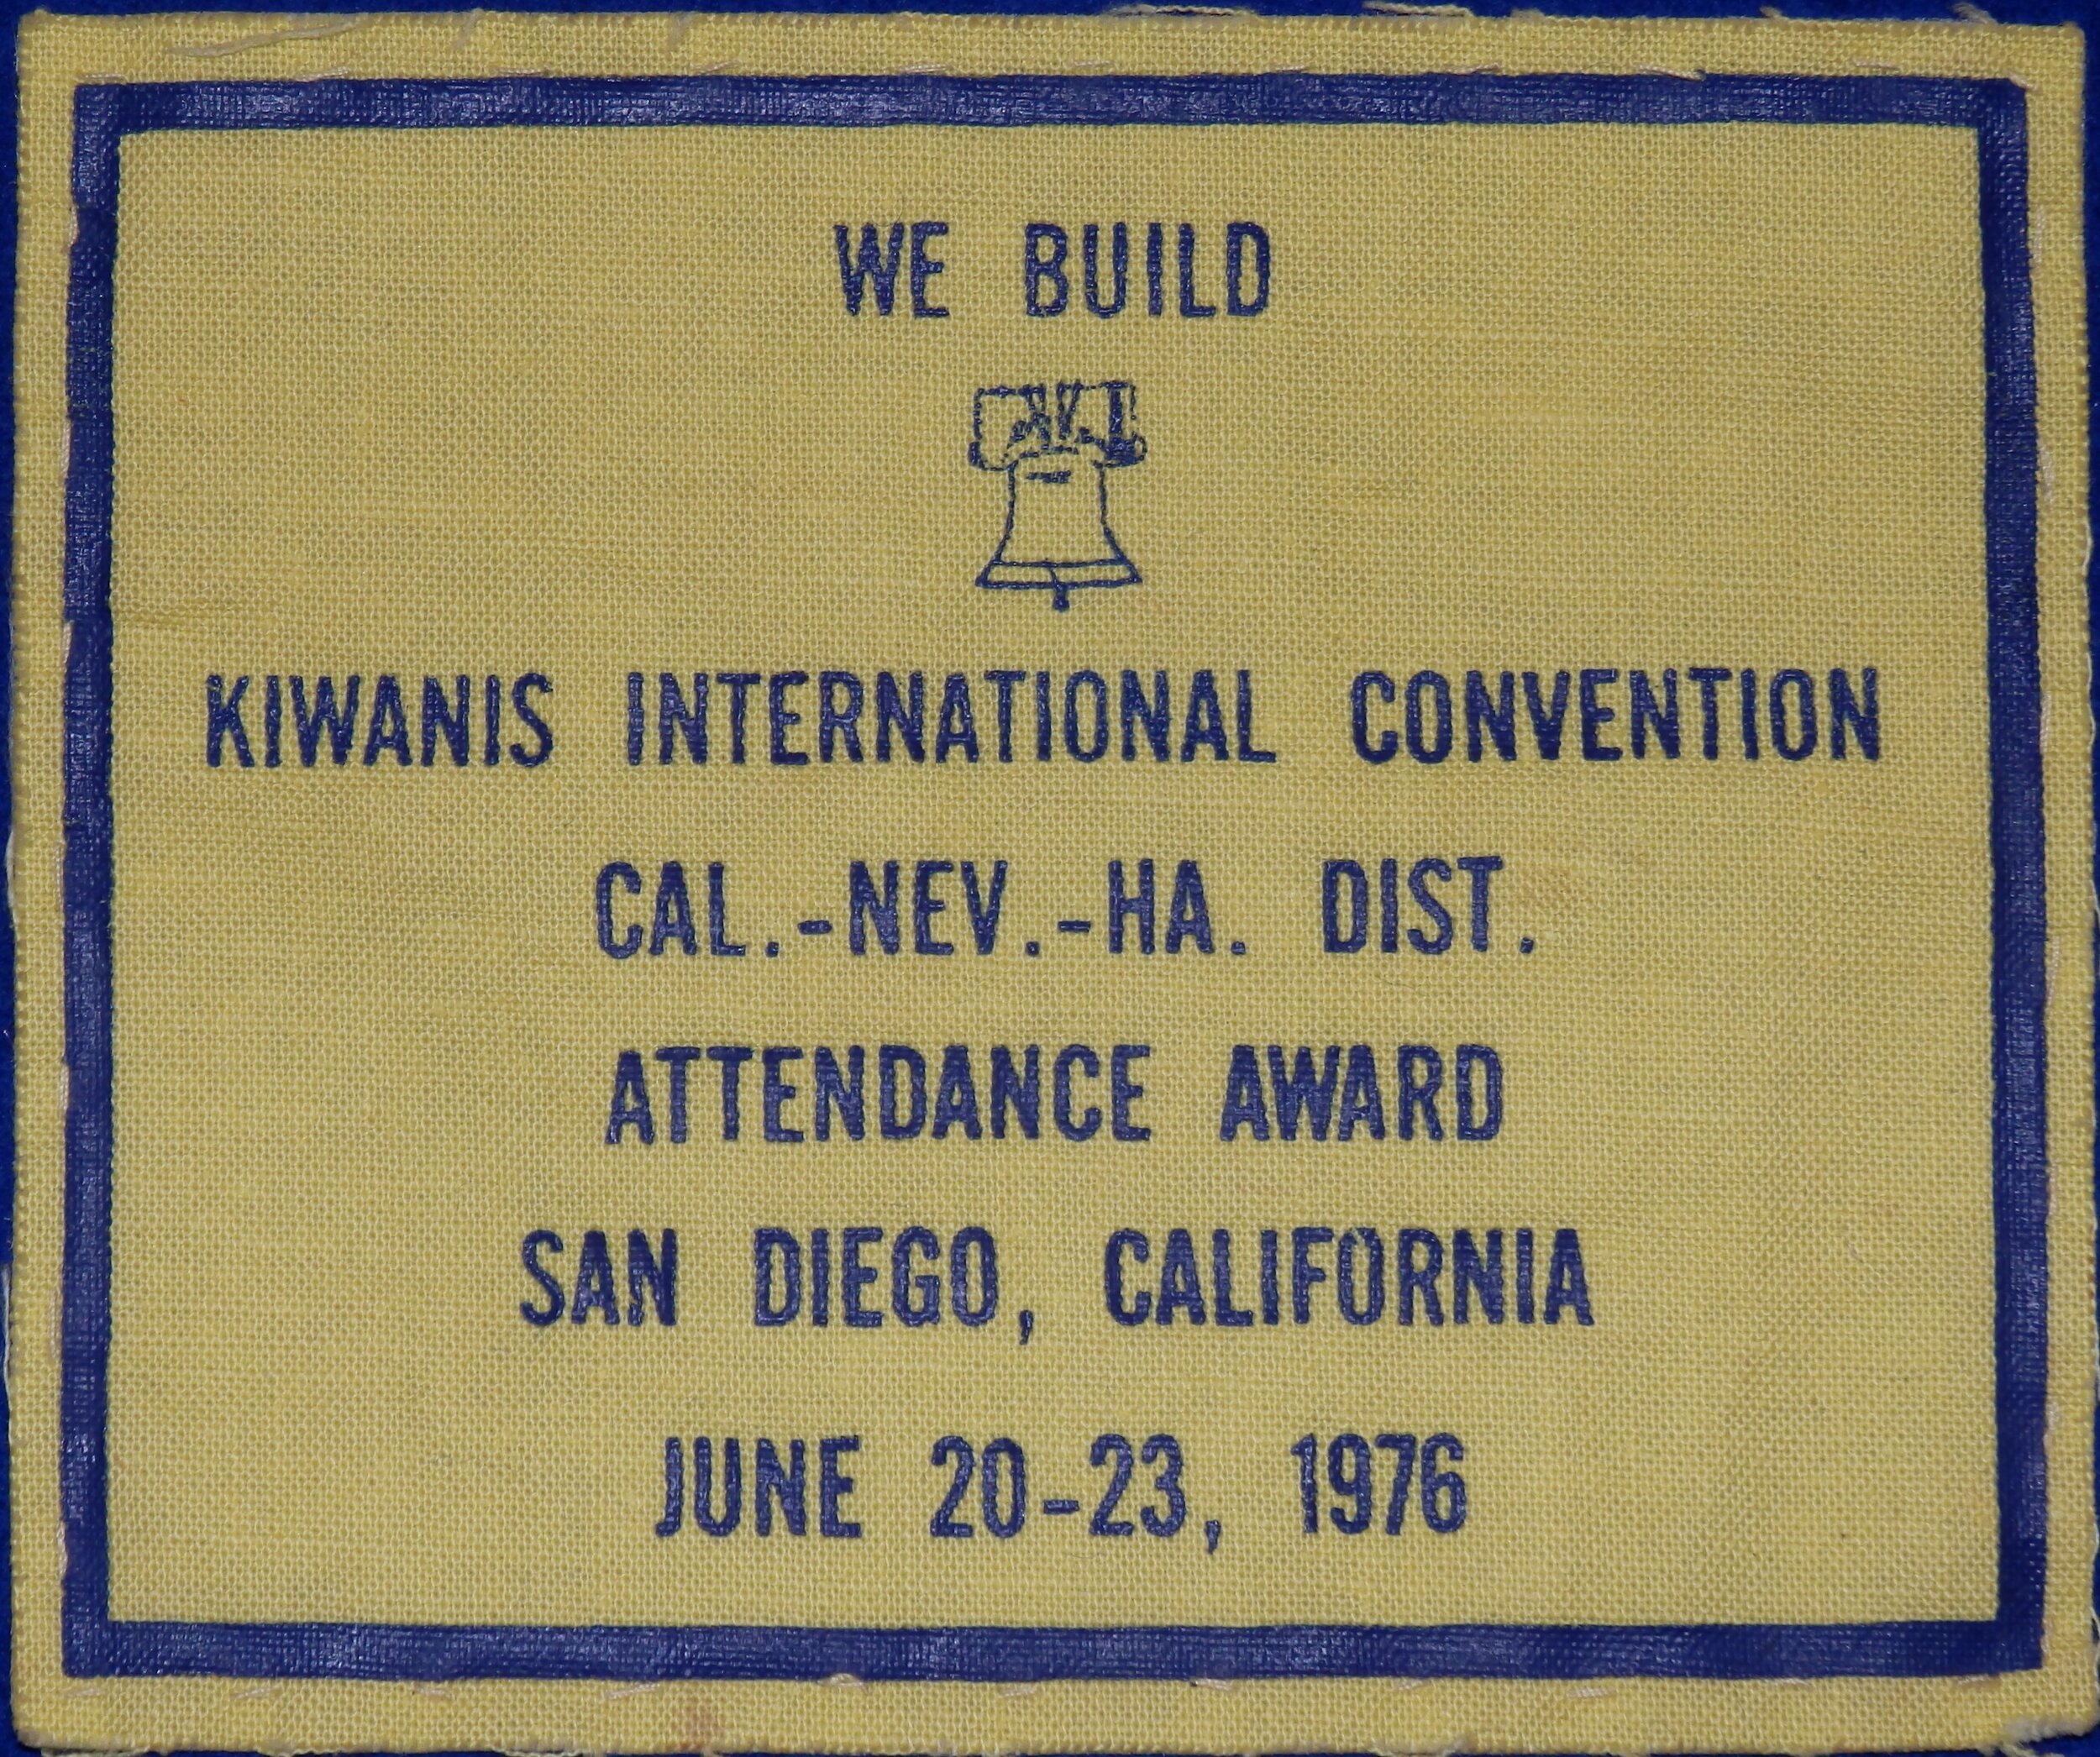 WE BUILD
KIWANIS INTERNATIONAL CONVENTION
CAL.-NEV.-HA. DIST.
ATTENDANCE AWARD
SAN DIEGO, CALIFORNIA
JUNE 20-23, 1976